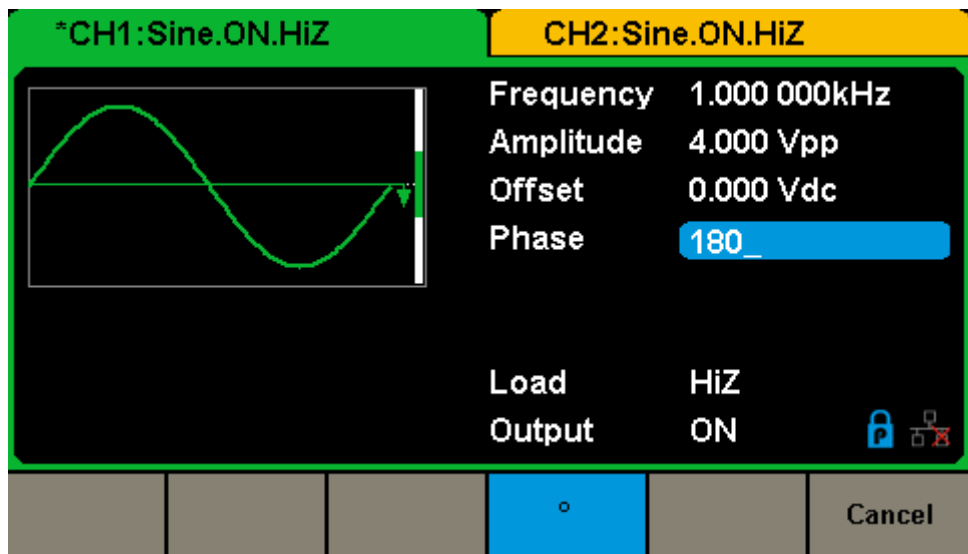 *CH1:Sine.ON.HiZ CH2:Sine.ON.HiZ
Frequency 1.000 000kHz
Amplitude 4.000 Vpp
Offset 0.000 Vdc
Phase 180_
Load HiZ
Output ON P
° Cancel